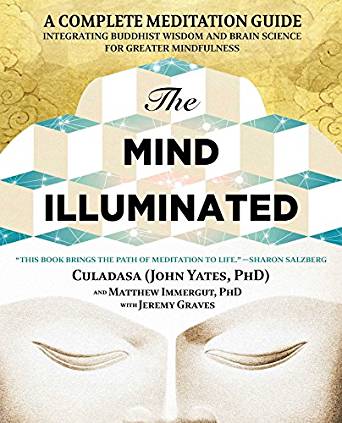 A COMPLETE MEDITATION GUIDE
INTEGRATING BUDDHIST WISDOM AND BRAIN SCIENCE
FOR GREATER MINDFULNESS
The
MIND
ILLUMINATED
“THIS BOOK BRINGS THE PATH OF MEDITATION TO LIFE.”—SHARON SALZBERG
CULADASA (JOHN YATES, PHD)
AND MATTHEW IMMERGUT, PHD
WITH JEREMY GRAVES